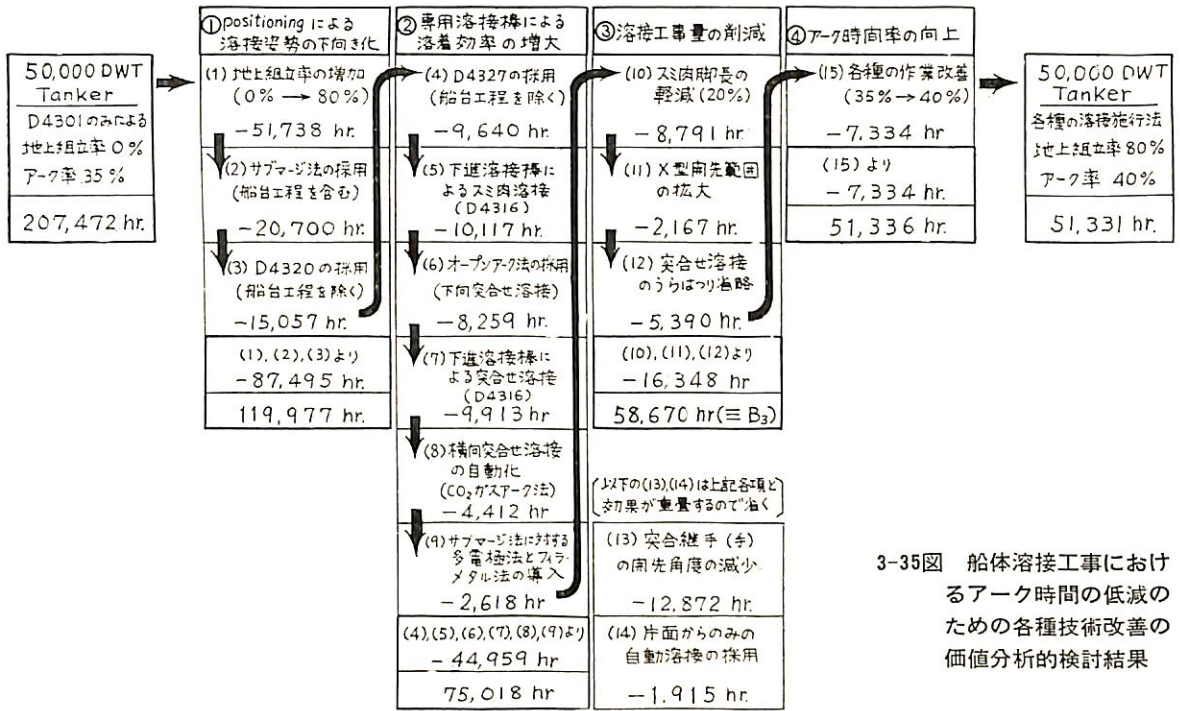 50,000 DWT
Tanker
D4301のみによる
地上組立率 0%
アーク率 35%
207,472 hr.
①positioningによる
溶接姿勢の下向き化
(1) 地上組立率の増加
(0% → 80%)
-51,738 hr.
(2) サブマージ法の採用
(船台工程を含む)
-20,700 hr.
(3) D4320の採用
(船台工程を除く)
-15,057 hr.
(1), (2), (3)より
-87,495 hr.
119,977 hr.
②専用溶接棒による
溶着効率の増大
(4) D4327の採用
(船台工程を除く)
-9,640 hr.
(5) 下進溶接棒に
よるスミ肉溶接
(D4316)
-10,117 hr.
(6) オープンアーク法の採用
(下向突合せ溶接)
-8,259 hr.
(7) 下進溶接棒に
よる突合せ溶接
(D4316)
-9,913 hr
(8) 横向突合せ溶接
の自動化
(CO₂ガスアーク法)
-4,412 hr
(9) サブマージ法に対する
多電極法とフィラー
メタル法の導入
-2,618 hr
(4), (5), (6), (7), (8), (9)より
-44,959 hr
75,018 hr
③溶接工事量の削減
(10) スミ肉脚長の
軽減(20%)
-8,791 hr.
(11) X型開先範囲
の拡大
-2,167 hr.
(12) 突合せ溶接
のうらはつり省略
-5,390 hr.
(10), (11), (12)より
-16,348 hr
58,670 hr(≡ B₃)
(以下の(13),(14)は上記各項と
効果が重畳するので省く)
(13) 突合継手(手)
の開先角度の減少
-12,872 hr.
(14) 片面からのみの
自動溶接の採用
-1,915 hr.
④アーク時間率の向上
(15) 各種の作業改善
(35%→40%)
-7,334 hr
(15) より
-7,334 hr
51,336 hr
50,000 DWT
Tanker
各種の溶接施行法
地上組立率80%
アーク率 40%
51,331 hr.
3-35図 船体溶接工事におけ
るアーク時間の低減の
ための各種技術改善の
価値分析的検討結果